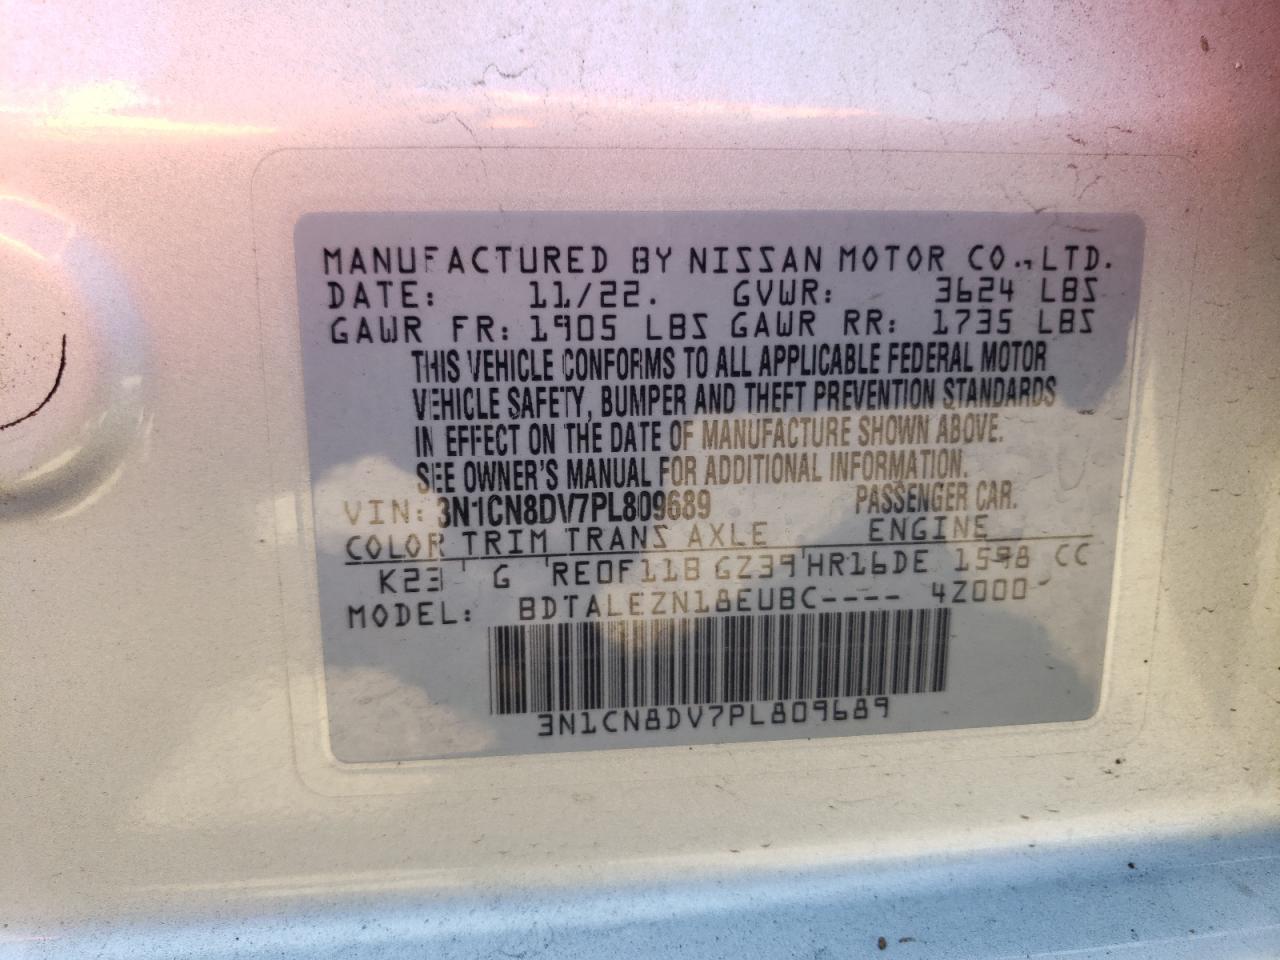 MANUFACTURED BY NISSAN MOTOR CO., LTD.
DATE: 11/22. GVWR: 3624 LBS
GAWR FR: 1905 LBS GAWR RR: 1735 LBS
THIS VEHICLE CONFORMS TO ALL APPLICABLE FEDERAL MOTOR
VEHICLE SAFETY, BUMPER AND THEFT PREVENTION STANDARDS
IN EFFECT ON THE DATE OF MANUFACTURE SHOWN ABOVE.
SEE OWNER'S MANUAL FOR ADDITIONAL INFORMATION.
VIN: 3N1CN8DV7PL809689 PASSENGER CAR.
COLOR TRIM TRANS AXLE ENGINE
K23 G RE0F11B GZ39 HR16DE 1598 CC
MODEL: BDTALEZN18EUBC---- 4Z000
3N1CN8DV7PL809689